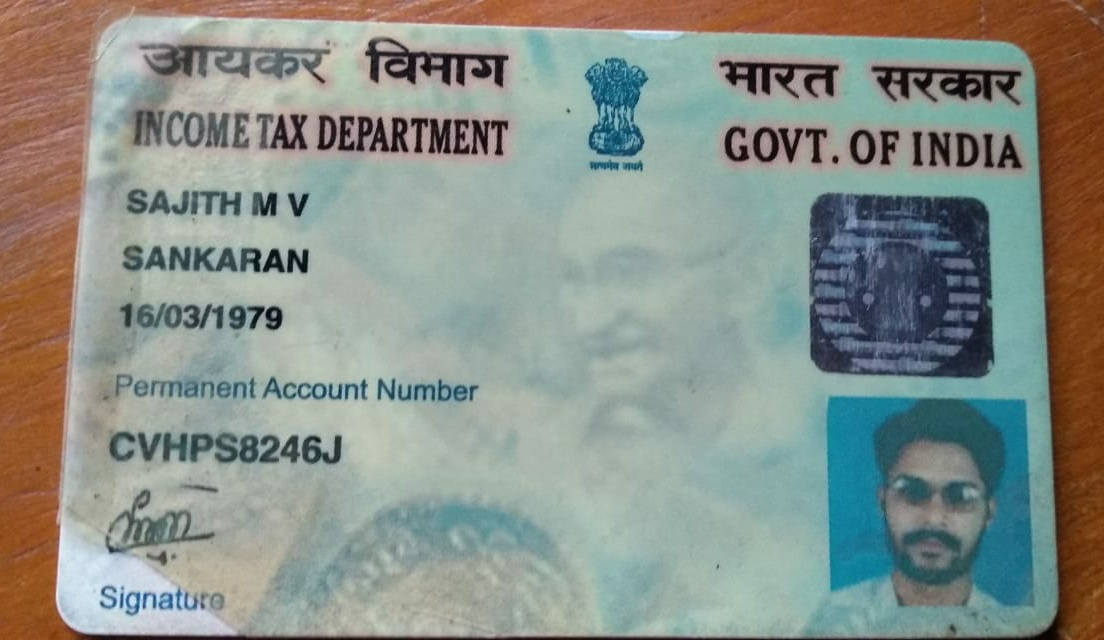 आयकर विभाग
भारत सरकार
INCOME TAX DEPARTMENT
GOVT. OF INDIA
सत्यमेव जयते
SAJITH M V
SANKARAN
16/03/1979
Permanent Account Number
CVHPS8246J
Signature